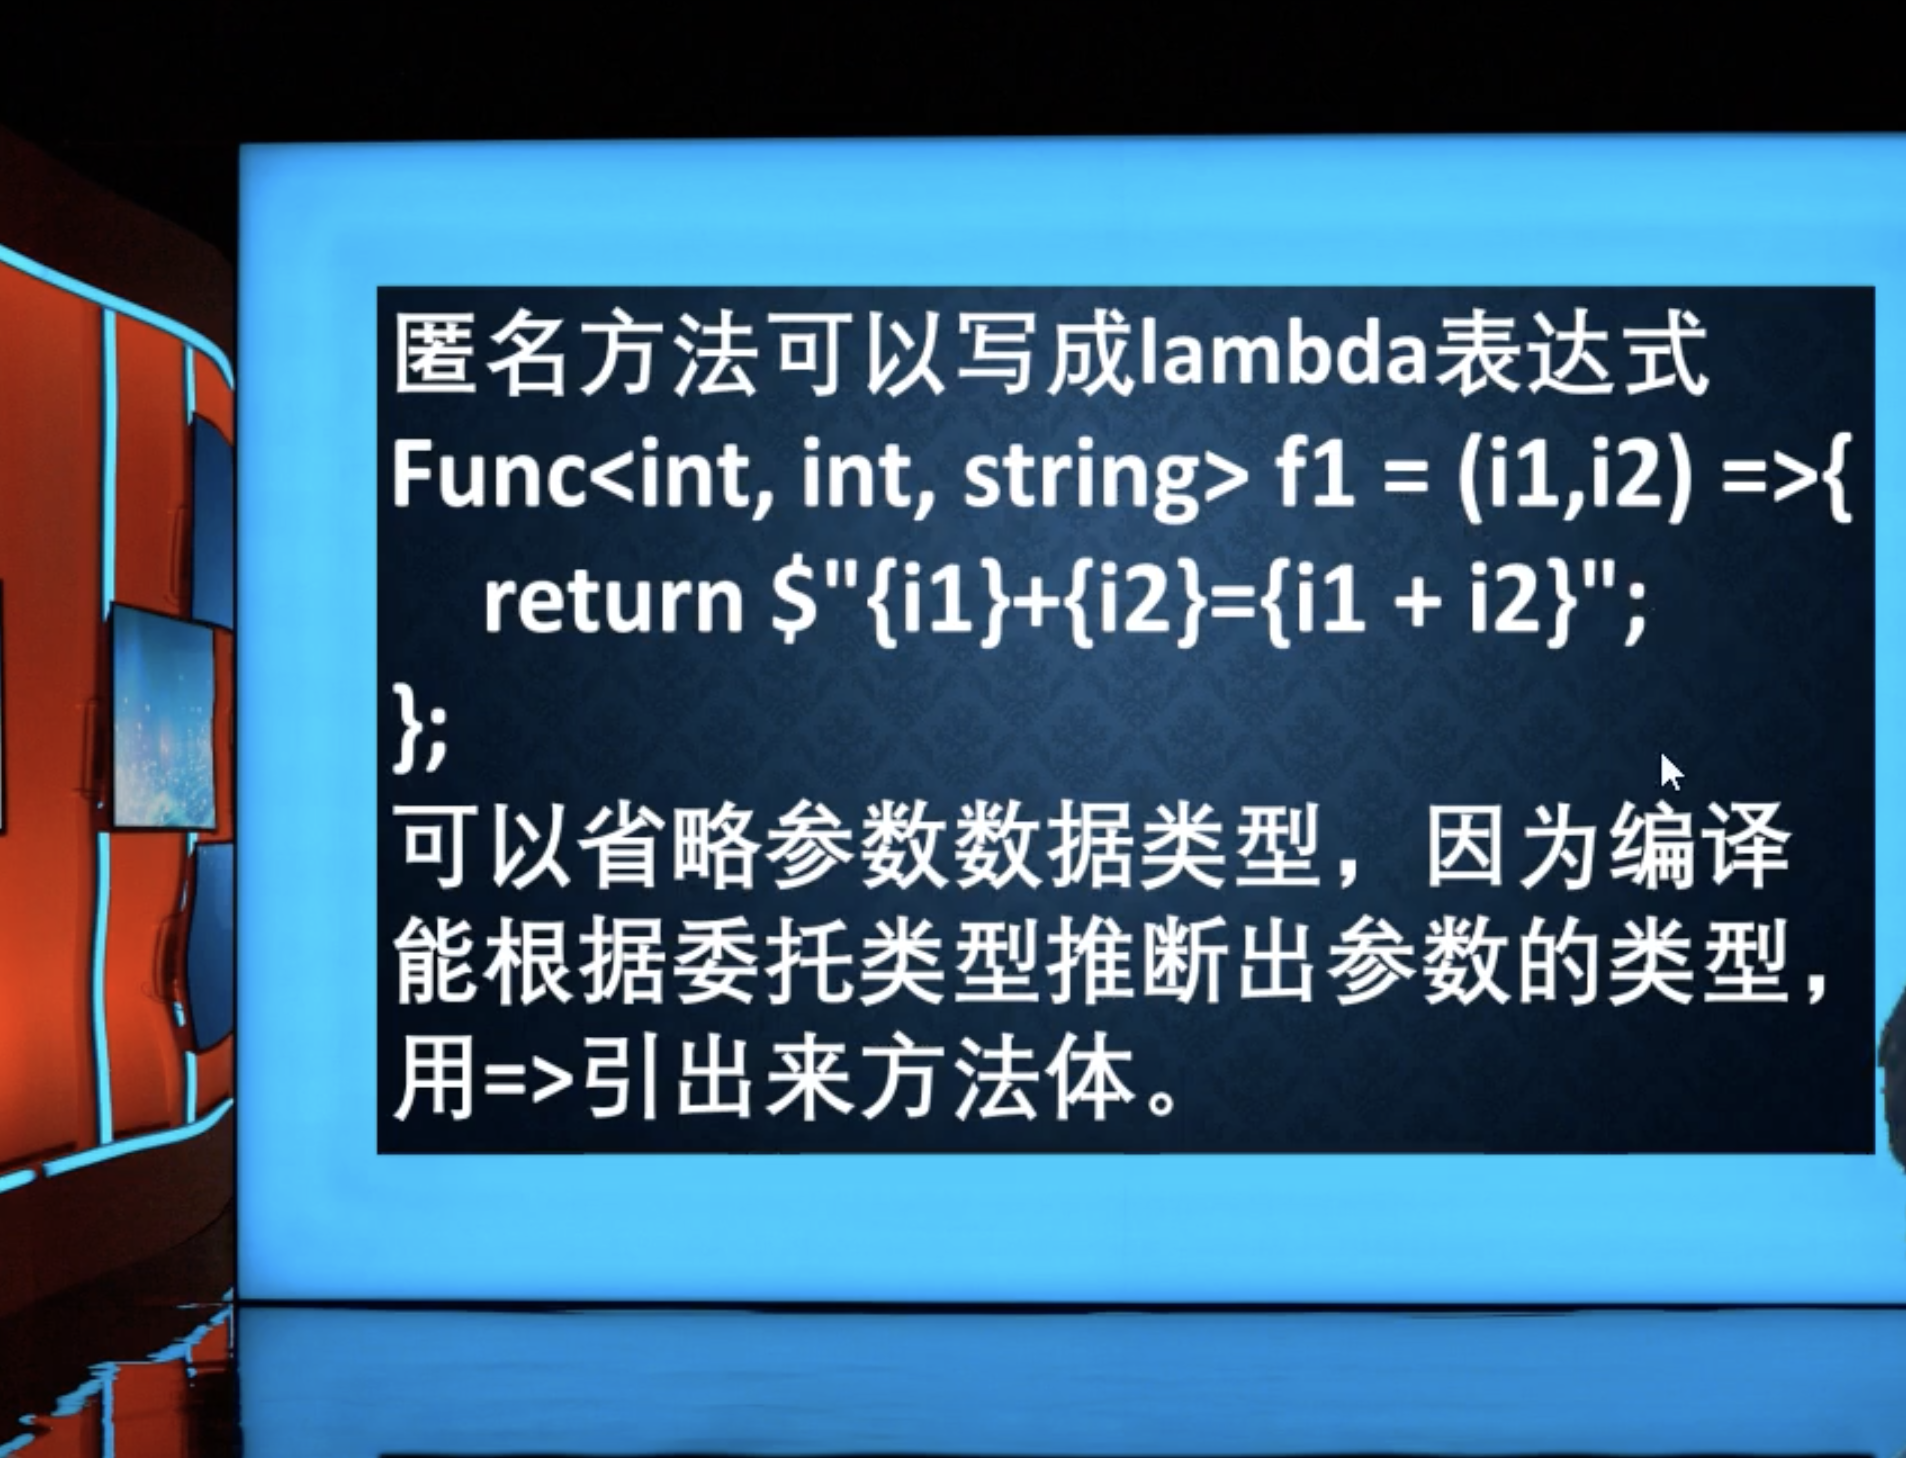 匿名方法可以写成lambda表达式
Func<int, int, string> f1 = (i1,i2) =>{
    return $"{i1}+{i2}={i1 + i2}";
};
可以省略参数数据类型，因为编译
能根据委托类型推断出参数的类型，
用=>引出来方法体。